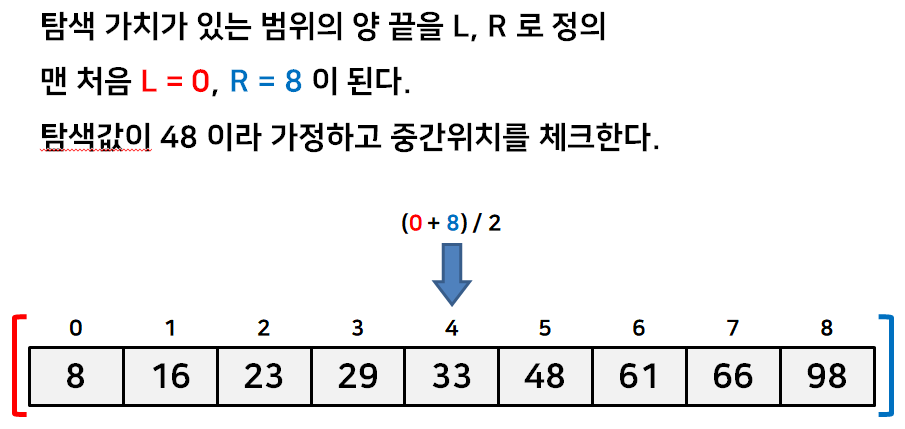 탐색 가치가 있는 범위의 양 끝을 L, R 로 정의
맨 처음 L = 0, R = 8 이 된다.
탐색값이 48 이라 가정하고 중간위치를 체크한다.
(0 + 8) / 2
0 1 2 3 4 5 6 7 8
8 16 23 29 33 48 61 66 98